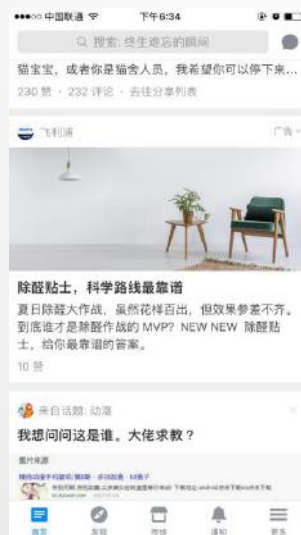 中国联通 下午6:34
搜索: 终生难忘的瞬间
猫宝宝，或者你是猫舍人员，我希望你可以停下来...
230 赞 · 232 评论 · 去往分享列表
飞利浦
广告
除醛贴士，科学路线最靠谱
夏日除醛大作战，虽然花样百出，但效果参差不齐。
到底谁才是除醛作战的 MVP？NEW NEW 除醛贴
士，给你最靠谱的答案。
10 赞
来自话题: 动漫
我想问问这是谁。大佬求教？
图片来源
首页 发现 市场 通知 更多